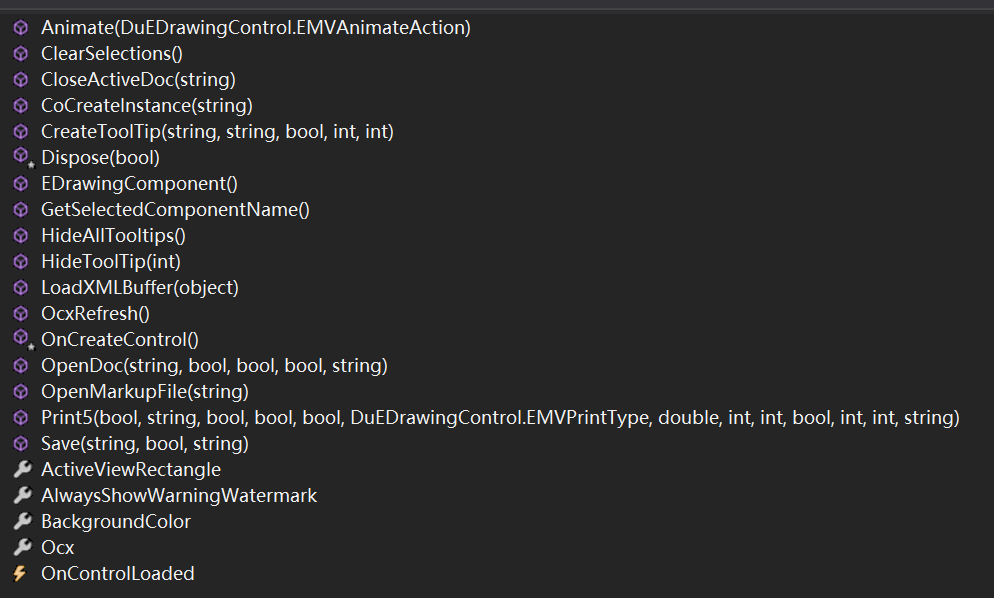 Animate(DuEDrawingControl.EMVAnimateAction)
ClearSelections()
CloseActiveDoc(string)
CoCreateInstance(string)
CreateToolTip(string, string, bool, int, int)
Dispose(bool)
EDrawingComponent()
GetSelectedComponentName()
HideAllTooltips()
HideToolTip(int)
LoadXMLBuffer(object)
OcxRefresh()
OnCreateControl()
OpenDoc(string, bool, bool, bool, string)
OpenMarkupFile(string)
Print5(bool, string, bool, bool, bool, DuEDrawingControl.EMVPrintType, double, int, int, bool, int, int, string)
Save(string, bool, string)
ActiveViewRectangle
AlwaysShowWarningWatermark
BackgroundColor
Ocx
OnControlLoaded